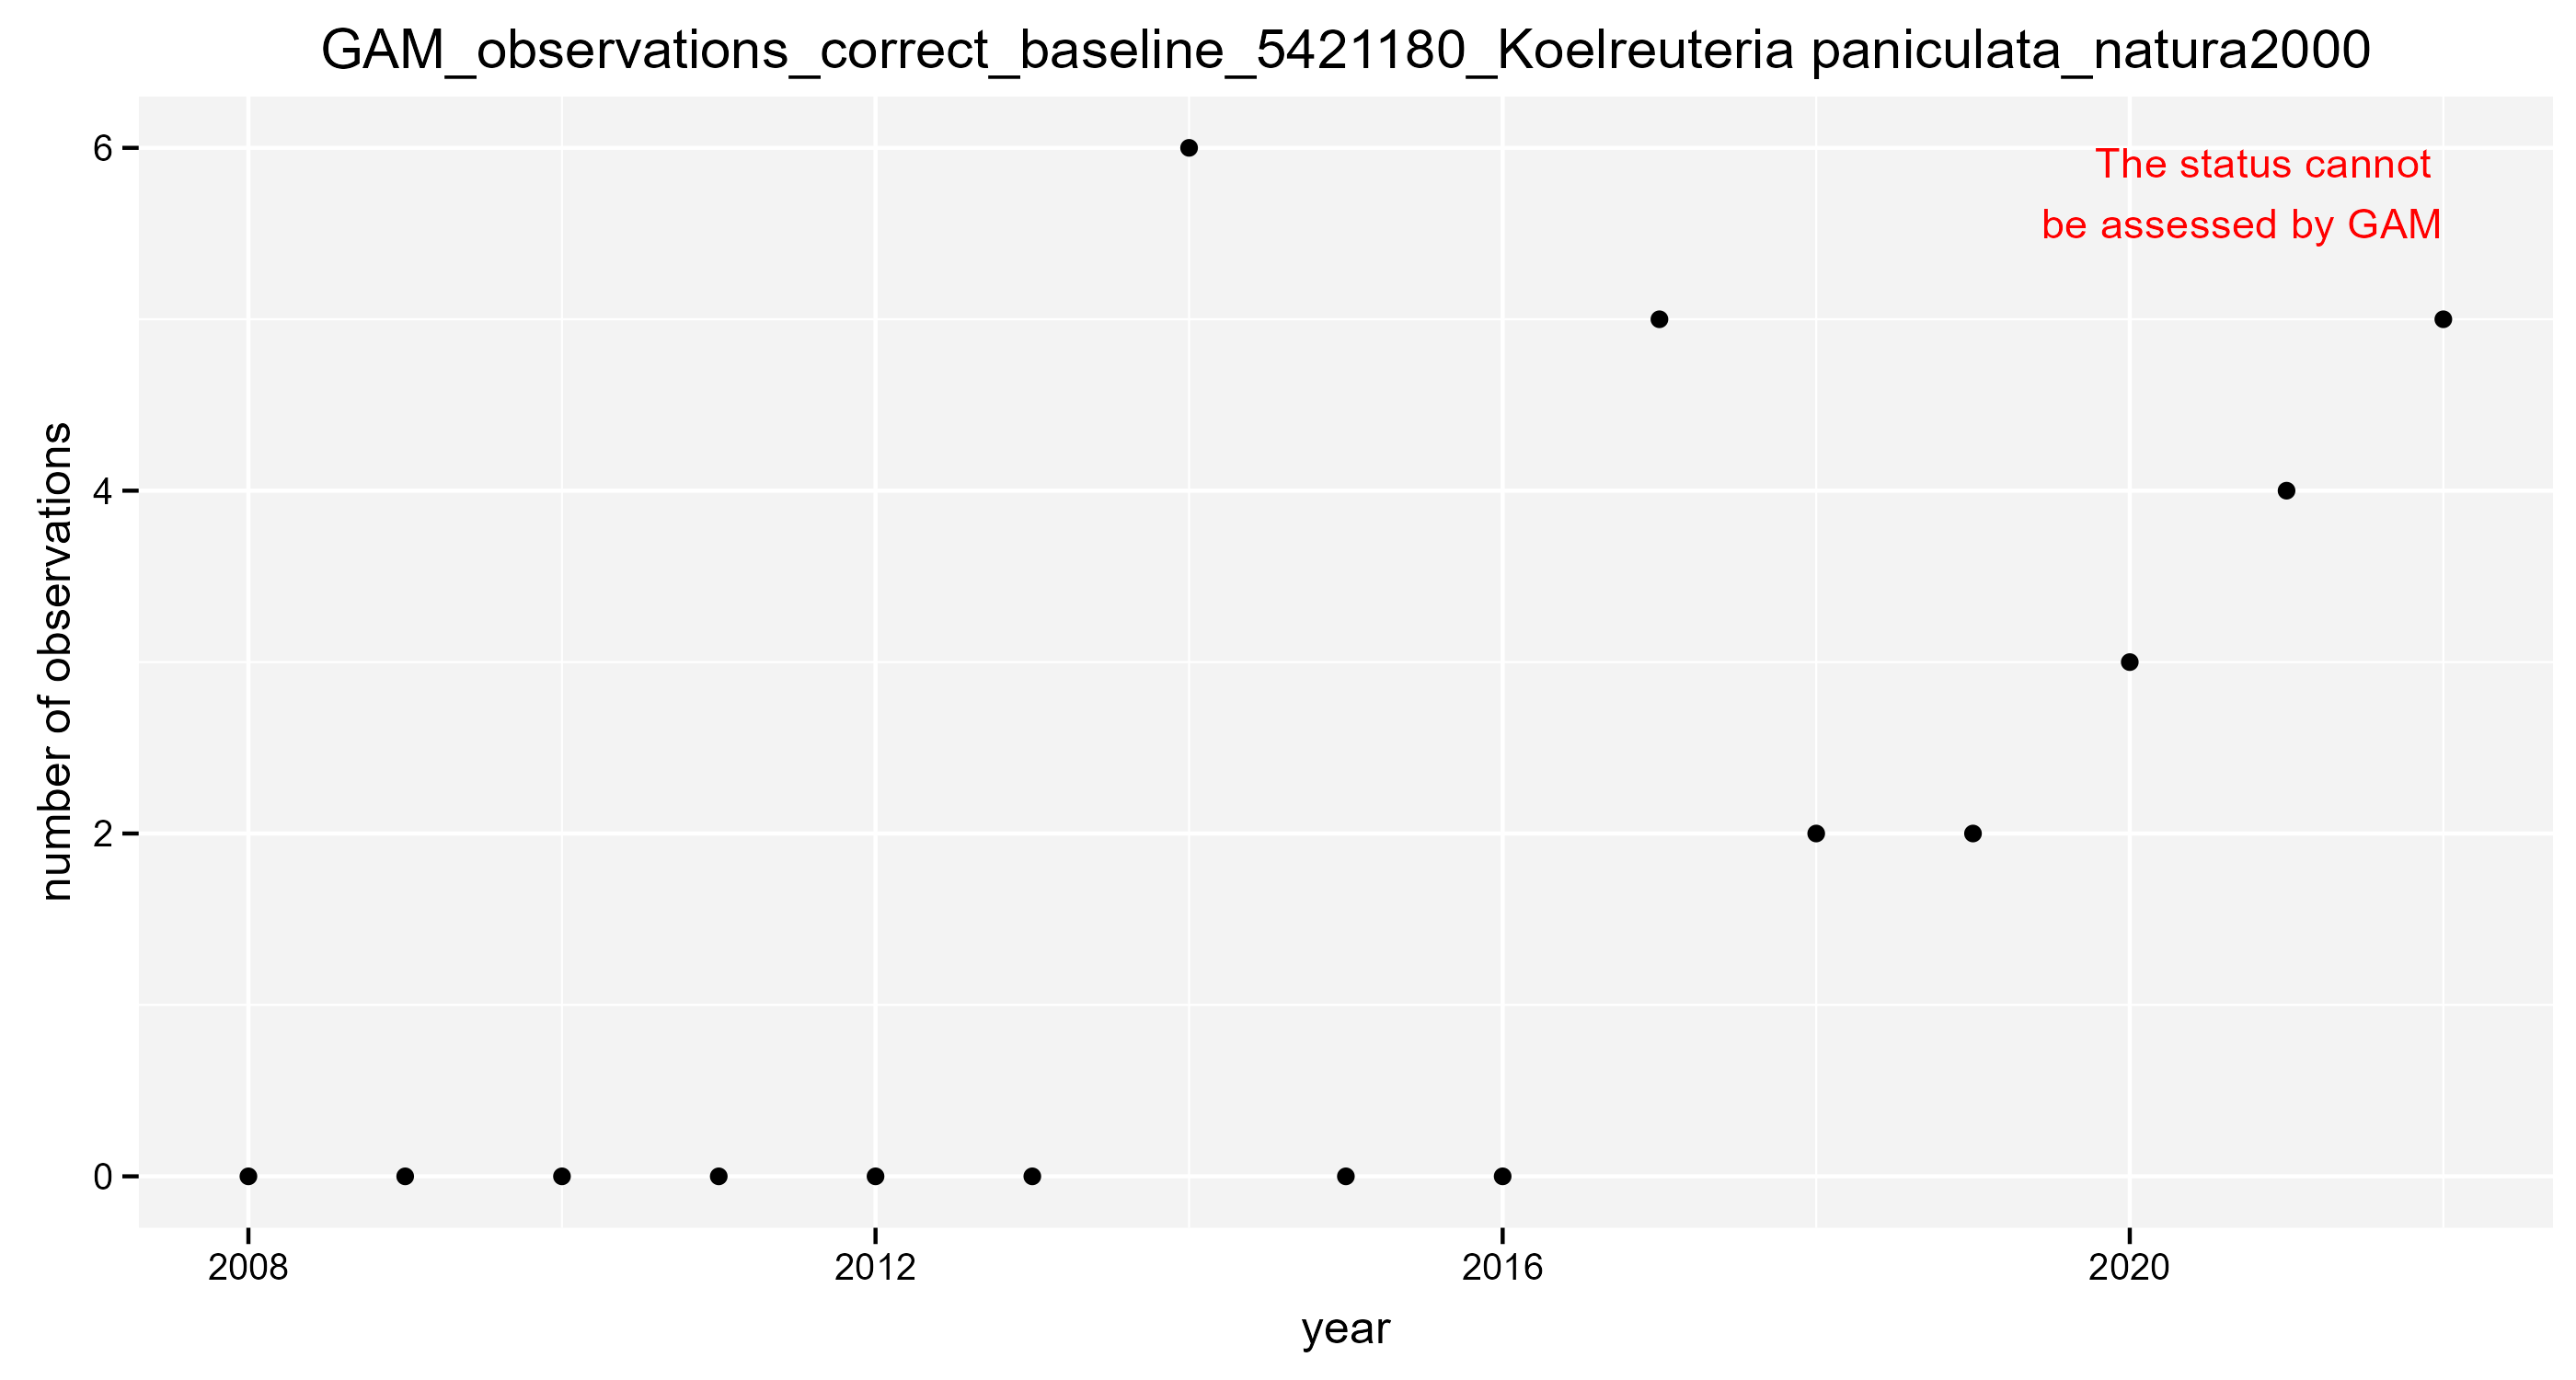 GAM_observations_correct_baseline_5421180_Koelreuteria paniculata_natura2000
The status cannot
be assessed by GAM
number of observations
6
4
2
0
2008
2012
2016
2020
year